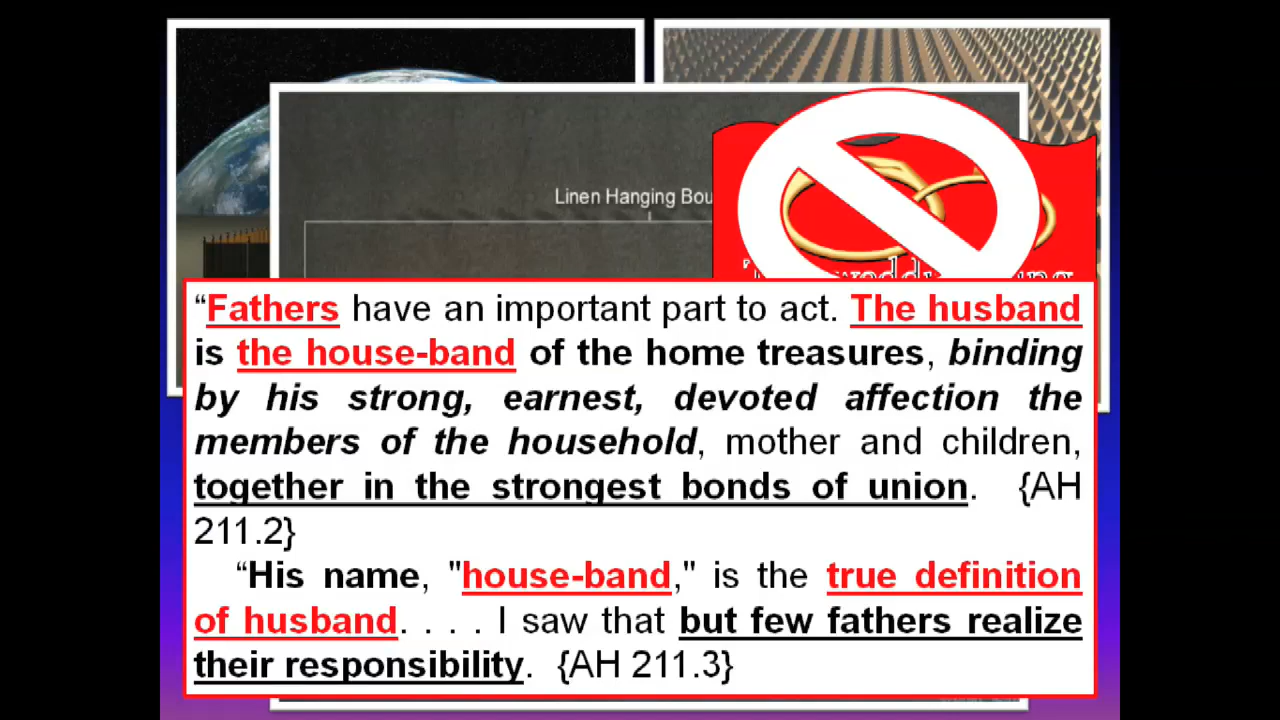 Linen Hanging Bou
“Fathers have an important part to act. The husband
is the house-band of the home treasures, binding
by his strong, earnest, devoted affection the
members of the household, mother and children,
together in the strongest bonds of union. {AH
211.2}
“His name, "house-band," is the true definition
of husband. . . . I saw that but few fathers realize
their responsibility. {AH 211.3}